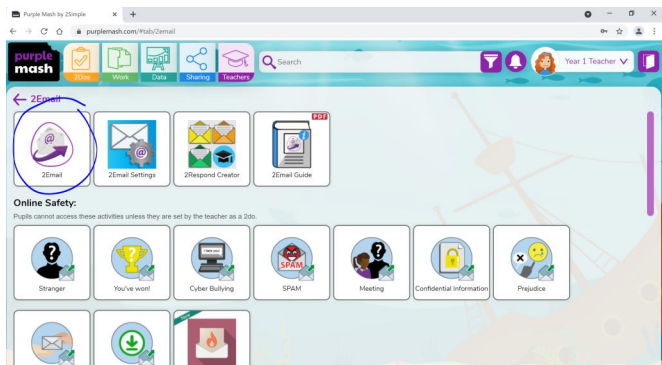 Purple Mash by 2Simple
purplemash.com/#tab/2email
purple mash
2Dos
Work
Data
Sharing
Teachers
Search
Year 1 Teacher
2Email
@
2Email
2Email Settings
2Respond Creator
PDF
2Email Guide
Online Safety:
Pupils cannot access these activities unless they are set by the teacher as a 2do.
Stranger
You've won!
Cyber Bullying
SPAM
SPAM
Meeting
Confidential Information
Prejudice